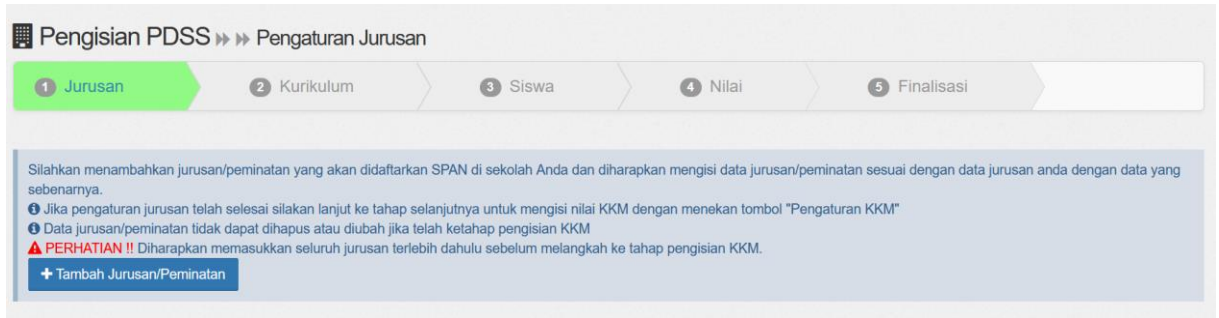 Pengisian PDSS Pengaturan Jurusan
1 Jurusan 2 Kurikulum 3 Siswa 4 Nilai 5 Finalisasi
Silahkan menambahkan jurusan/peminatan yang akan didaftarkan SPAN di sekolah Anda dan diharapkan mengisi data jurusan/peminatan sesuai dengan data jurusan anda dengan data yang
sebenarnya.
Jika pengaturan jurusan telah selesai silakan lanjut ke tahap selanjutnya untuk mengisi nilai KKM dengan menekan tombol "Pengaturan KKM"
Data jurusan/peminatan tidak dapat dihapus atau diubah jika telah ketahap pengisian KKM
PERHATIAN !! Diharapkan memasukkan seluruh jurusan terlebih dahulu sebelum melangkah ke tahap pengisian KKM.
+ Tambah Jurusan/Peminatan